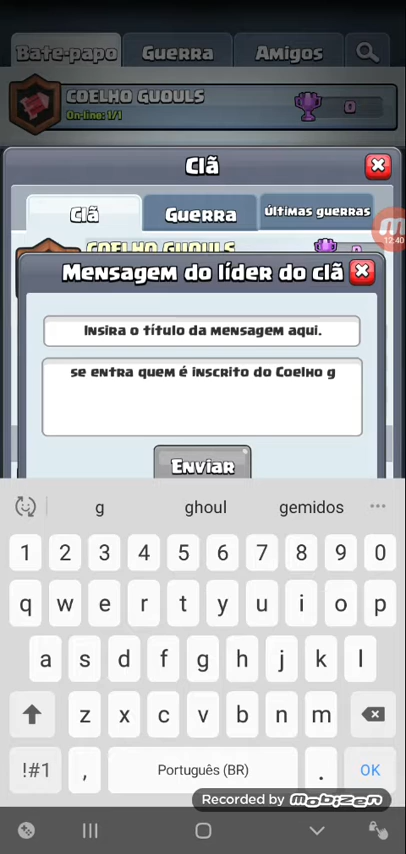 Bate-papo Guerra Amigos
COELHO GUOULS
On-line: 1/1
0
Clã
Clã Guerra Últimas guerras
12:40
COELHO GUOULS
Mensagem do líder do clã
Insira o título da mensagem aqui.
se entra quem é inscrito do Coelho g
Enviar
g ghoul gemidos
1 2 3 4 5 6 7 8 9 0
q w e r t y u i o p
a s d f g h j k l
z x c v b n m
!#1 , Português (BR) . OK
Recorded by mobizen